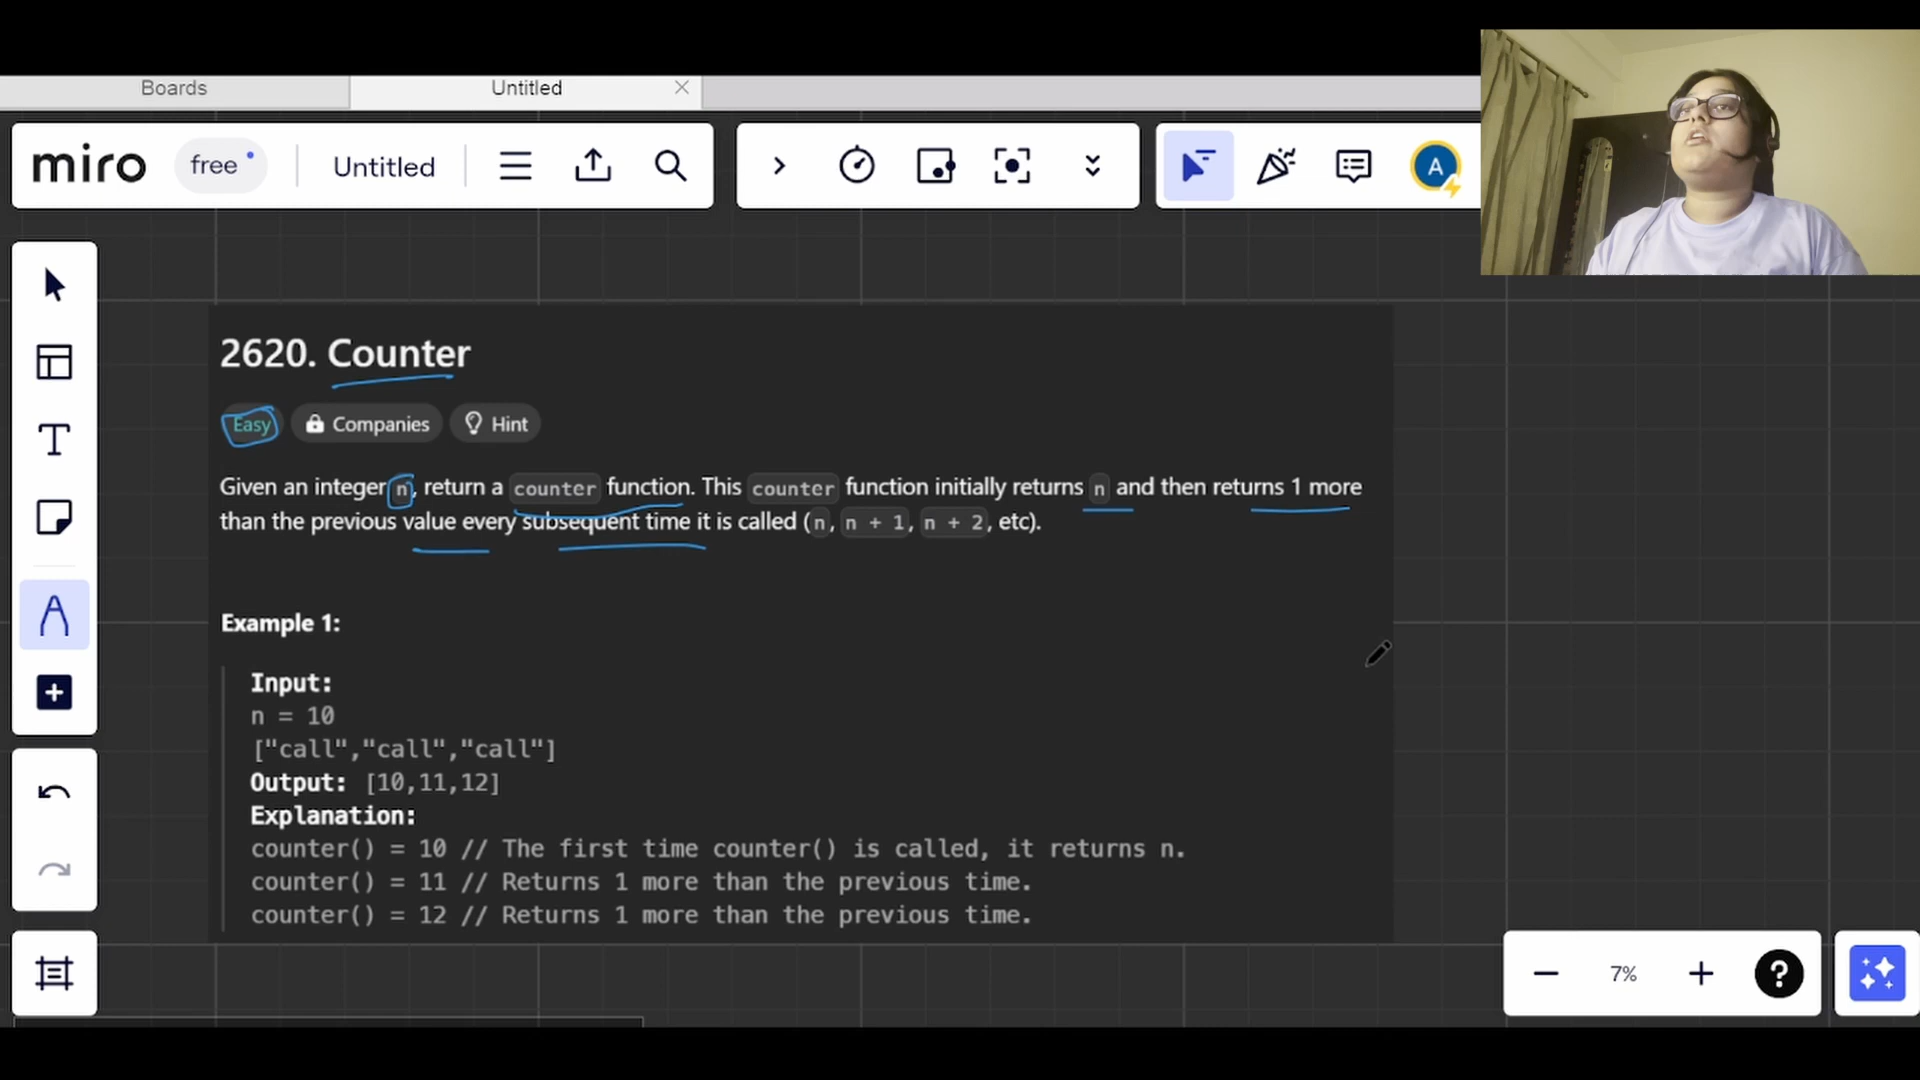 Boards
Untitled
miro
free
Untitled
A
2620. Counter
Easy
Companies
Hint
Given an integer n, return a counter function. This counter function initially returns n and then returns 1 more
than the previous value every subsequent time it is called (n, n + 1, n + 2, etc).
Example 1:
Input:
n = 10
["call","call","call"]
Output: [10,11,12]
Explanation:
counter() = 10 // The first time counter() is called, it returns n.
counter() = 11 // Returns 1 more than the previous time.
counter() = 12 // Returns 1 more than the previous time.
7%